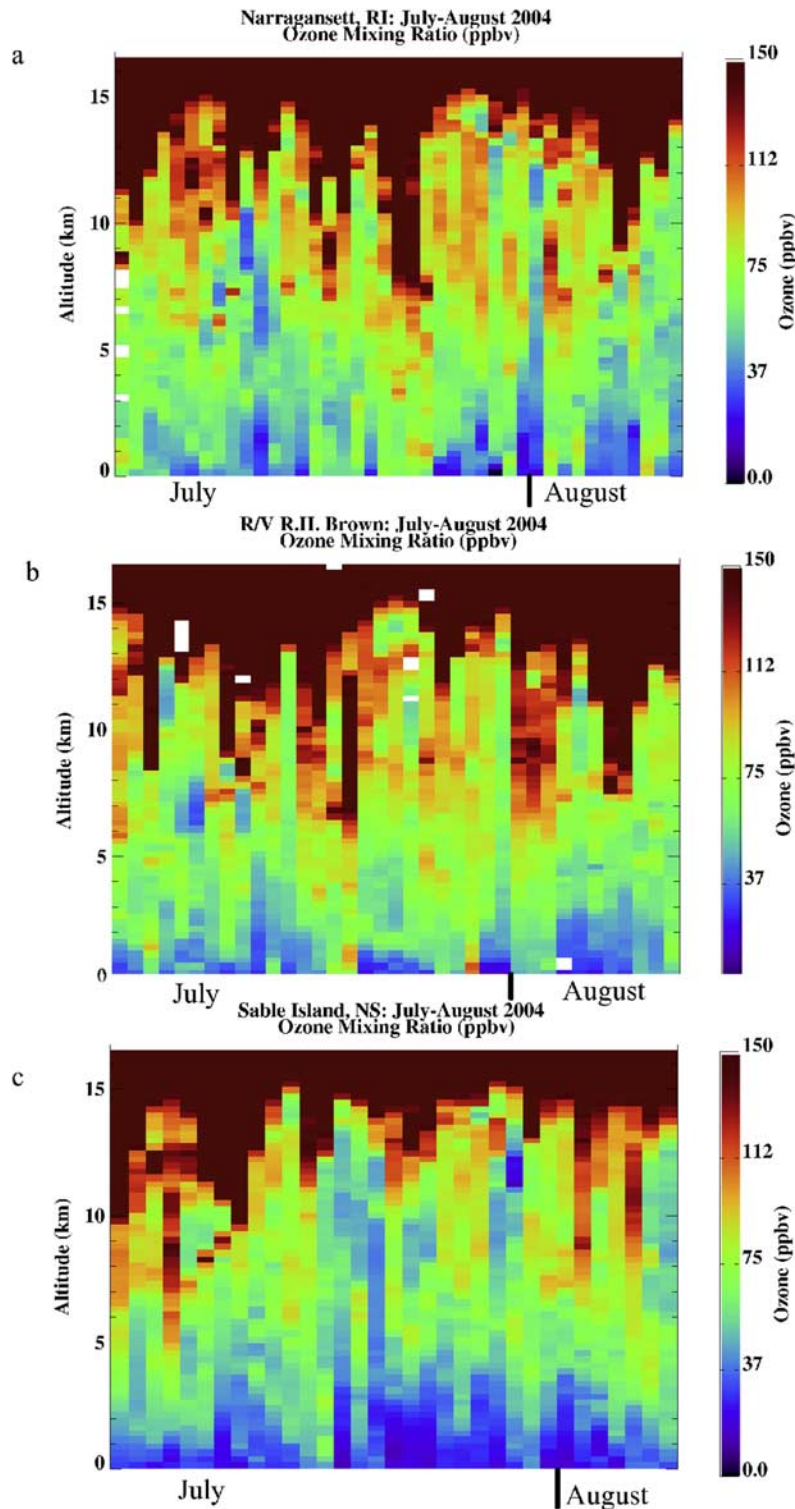 Narragansett, RI: July-August 2004
Ozone Mixing Ratio (ppbv)
a
150
112
75
37
0.0
Ozone (ppbv)
15
10
5
0
Altitude (km)
July
August
R/V R.H. Brown: July-August 2004
Ozone Mixing Ratio (ppbv)
b
150
112
75
37
Ozone (ppbv)
15
10
5
0
Altitude (km)
July
August
Sable Island, NS: July-August 2004
Ozone Mixing Ratio (ppbv)
c
150
112
75
37
0.0
Ozone (ppbv)
15
10
5
0
Altitude (km)
July
August